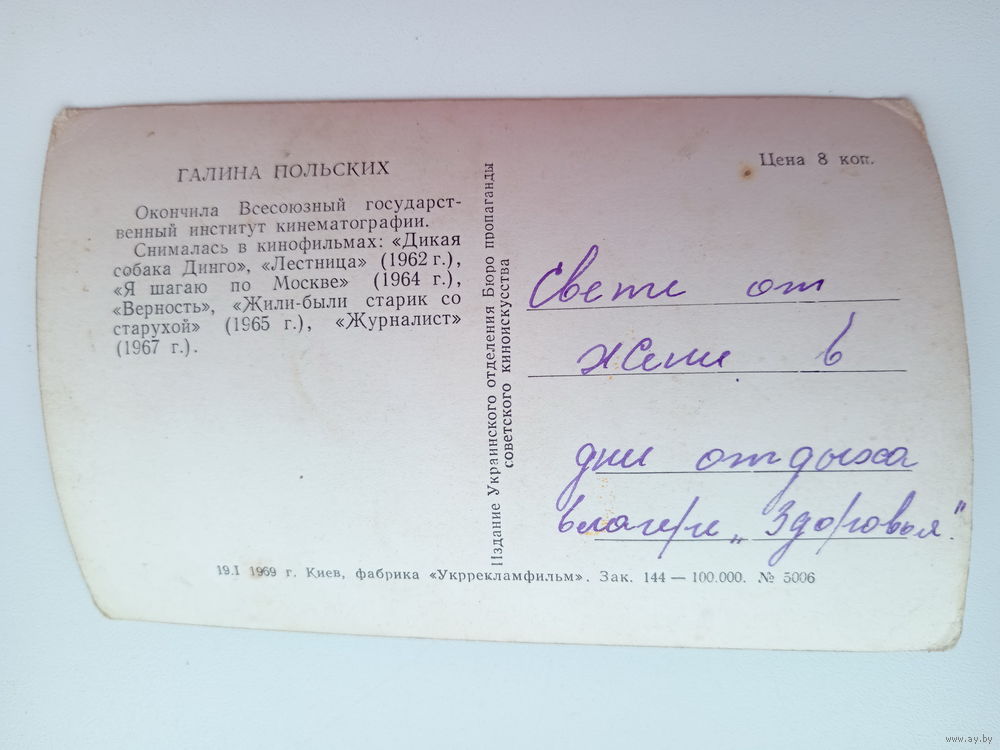 ГАЛИНА ПОЛЬСКИХ
Окончила Всесоюзный государст-
венный институт кинематографии.
Снималась в кинофильмах: «Дикая
собака Динго», «Лестница» (1962 г.),
«Я шагаю по Москве» (1964 г.),
«Верность», «Жили-были старик со
старухой» (1965 г.), «Журналист»
(1967 г.).
Издание Украинского отделения Бюро пропаганды
советского киноискусства
Цена 8 коп.
Свете от
Жени в
дни отдыха
в лагере „Здоровья."
19.I 1969 г. Киев, фабрика «Укррекламфильм». Зак. 144 — 100.000. № 5006
www.ay.by